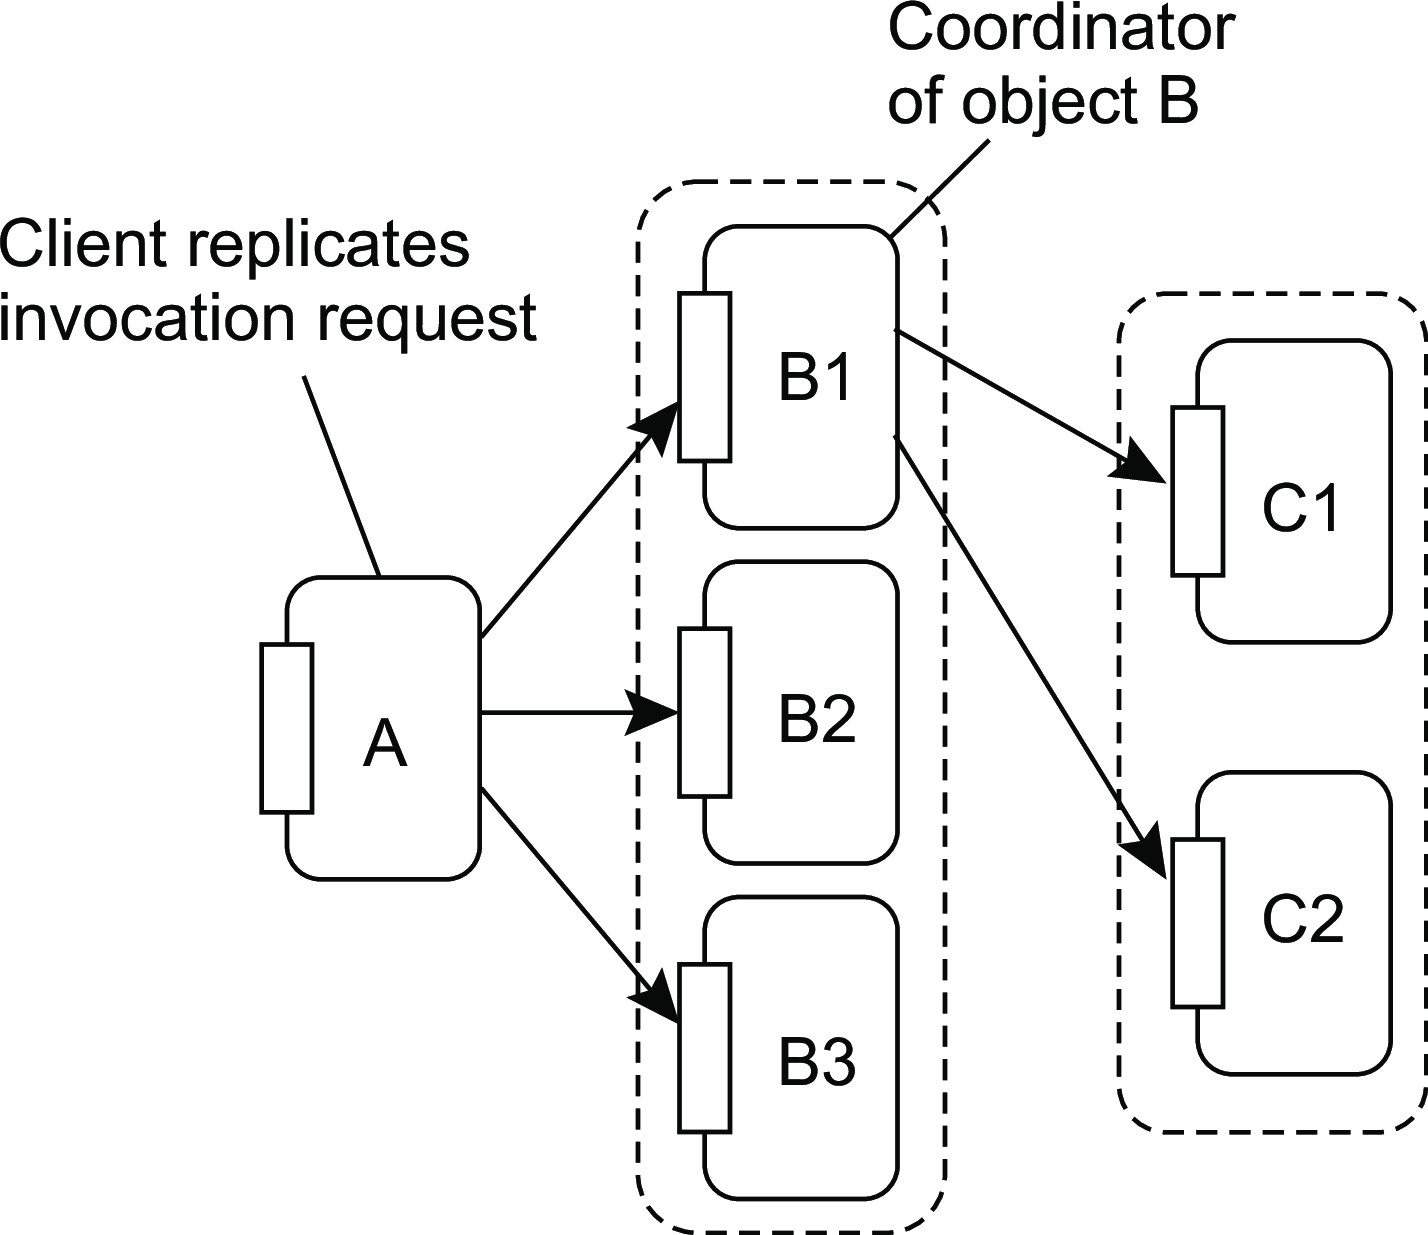 Coordinator
of object B
Client replicates
invocation request
B1
C1
A
B2
C2
B3